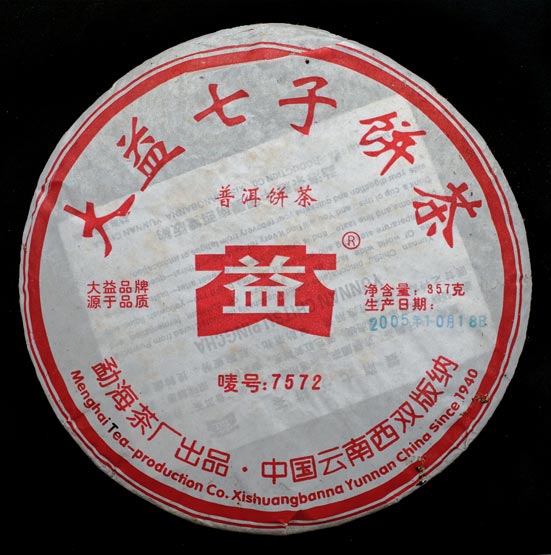 大益七子饼茶
普洱饼茶
益
®
大益品牌
源于品质
净含量: 357克
生产日期:
2005年10月18日
唛号:7572
勐海茶厂出品·中国云南西双版纳
Menghai Tea-production Co. Xishuangbanna Yunnan China Since 1940